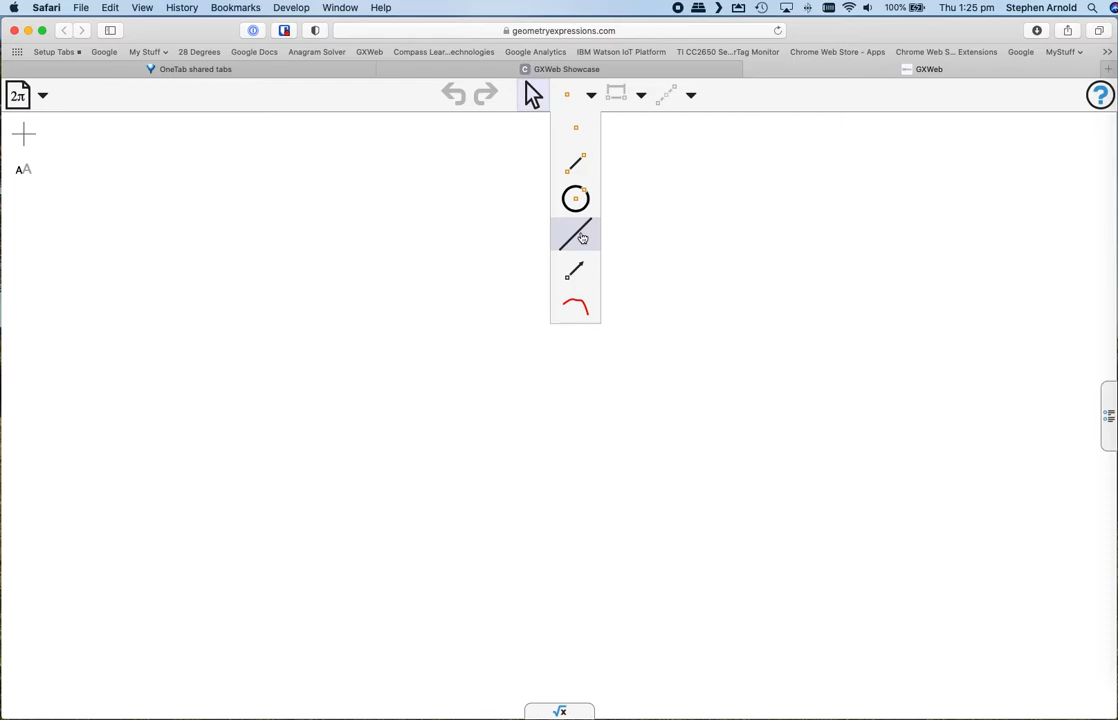 Safari File Edit View History Bookmarks Develop Window Help 100% Thu 1:25 pm Stephen Arnold
geometryexpressions.com
Setup Tabs Google My Stuff 28 Degrees Google Docs Anagram Solver GXWeb Compass Lear...echnologies Google Analytics IBM Watson IoT Platform TI CC2650 Se...rTag Monitor Chrome Web Store - Apps Chrome Web S... Extensions Google MyStuff >>
OneTab shared tabs GXWeb Showcase GXWeb +
2π ?
AA
√x